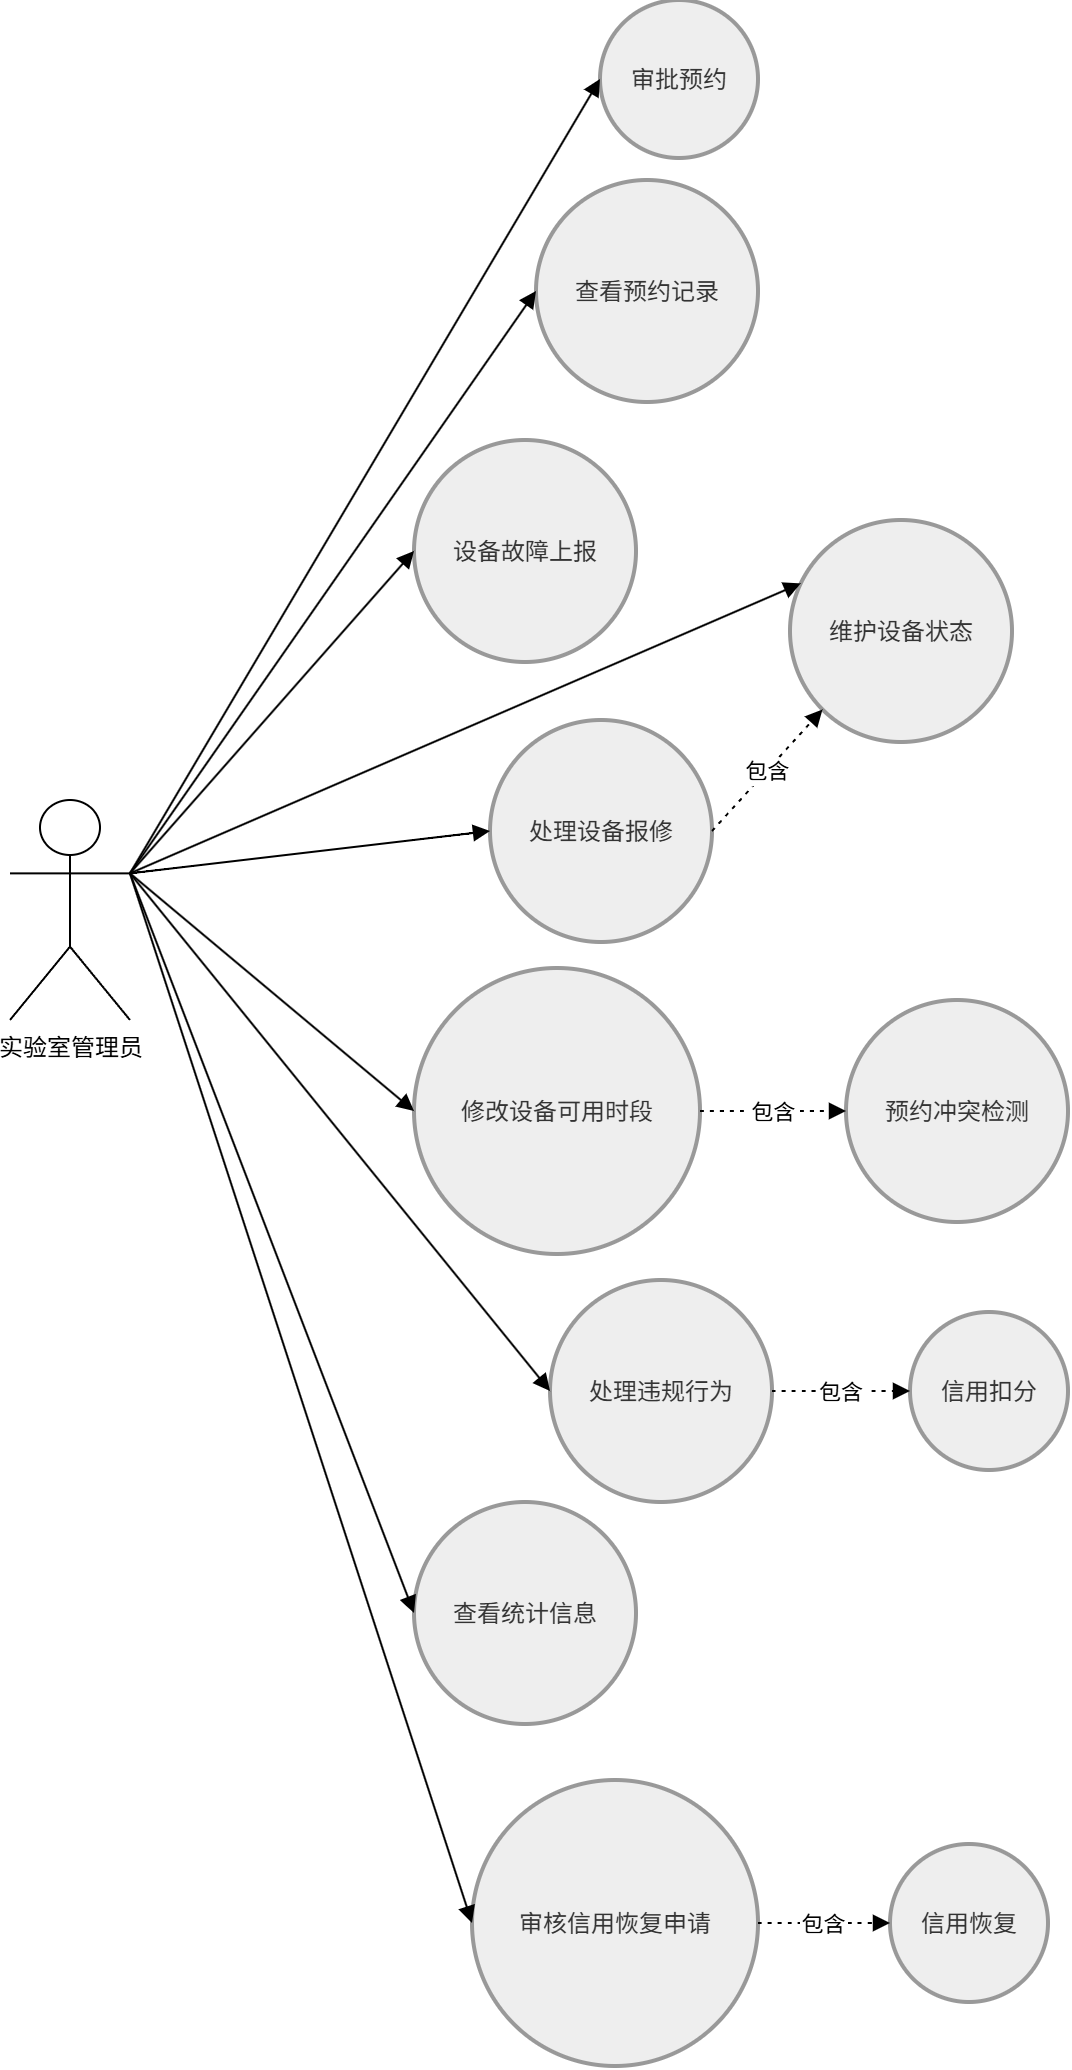 审批预约
查看预约记录
设备故障上报
维护设备状态
包含
处理设备报修
实验室管理员
修改设备可用时段
包含
预约冲突检测
处理违规行为
包含
信用扣分
查看统计信息
审核信用恢复申请
包含
信用恢复